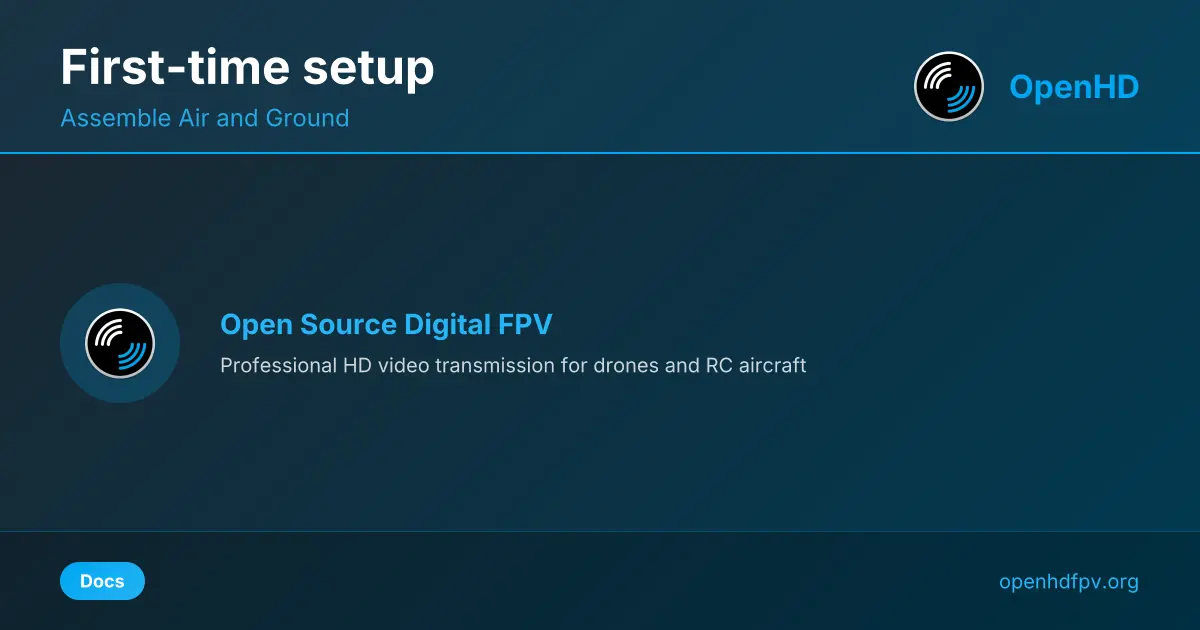 First-time setup
Assemble Air and Ground
OpenHD
Open Source Digital FPV
Professional HD video transmission for drones and RC aircraft
Docs
openhdfpv.org